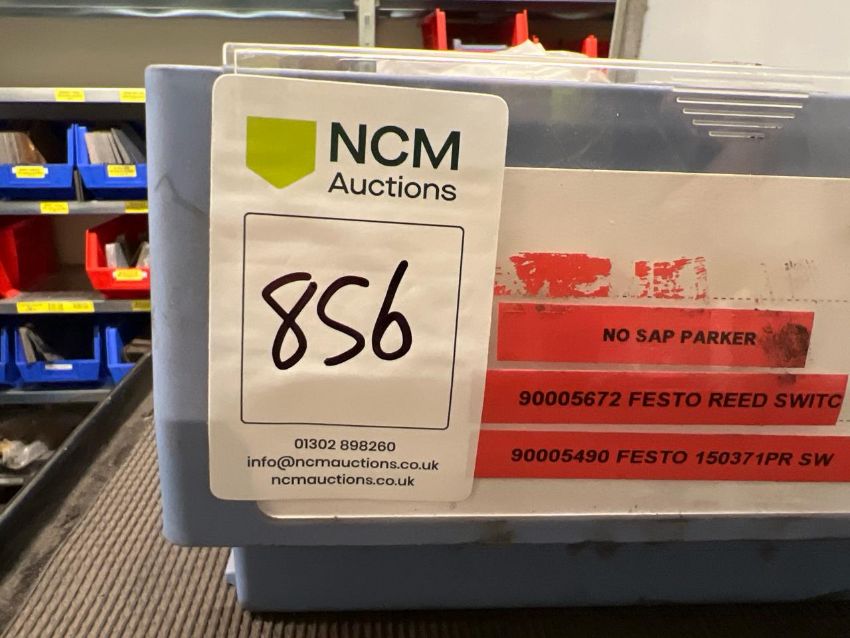 NCM
Auctions
856
01302 898260
info@ncmauctions.co.uk
ncmauctions.co.uk
NO SAP PARKER
90005672 FESTO REED SWITC
90005490 FESTO 150371PR SW